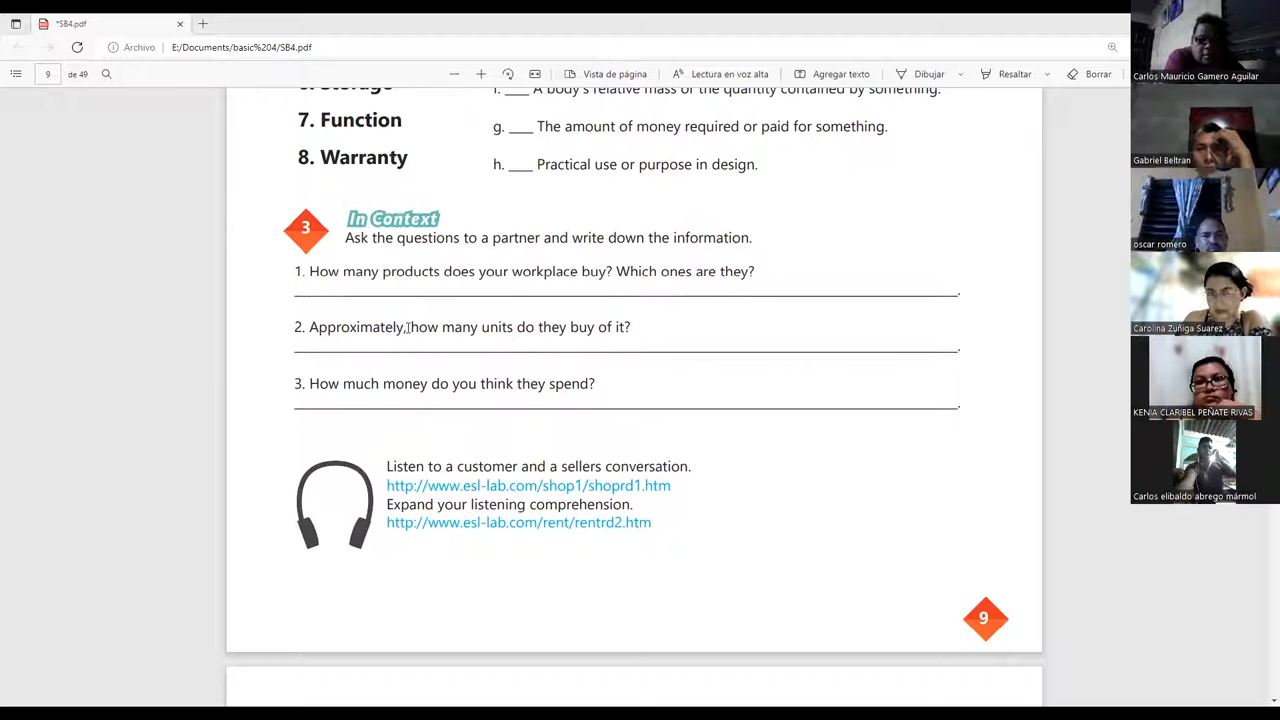 *SB4.pdf
Archivo
E:/Documents/basic%204/SB4.pdf
9
de 49
Vista de página
Lectura en voz alta
Agregar texto
Dibujar
Resaltar
Borrar
6. Storage
f. ____ A body's relative mass or the quantity contained by something.
7. Function
g. ____ The amount of money required or paid for something.
8. Warranty
h. ____ Practical use or purpose in design.
3
In Context
Ask the questions to a partner and write down the information.
1. How many products does your workplace buy? Which ones are they?
2. Approximately, how many units do they buy of it?
3. How much money do you think they spend?
Listen to a customer and a sellers conversation.
http://www.esl-lab.com/shop1/shoprd1.htm
Expand your listening comprehension.
http://www.esl-lab.com/rent/rentrd2.htm
9
Carlos Mauricio Gamero Aguilar
Gabriel Beltran
oscar romero
Carolina Zuñiga Suarez
KENIA CLARIBEL PEÑATE RIVAS
Carlos elibaldo abrego mármol